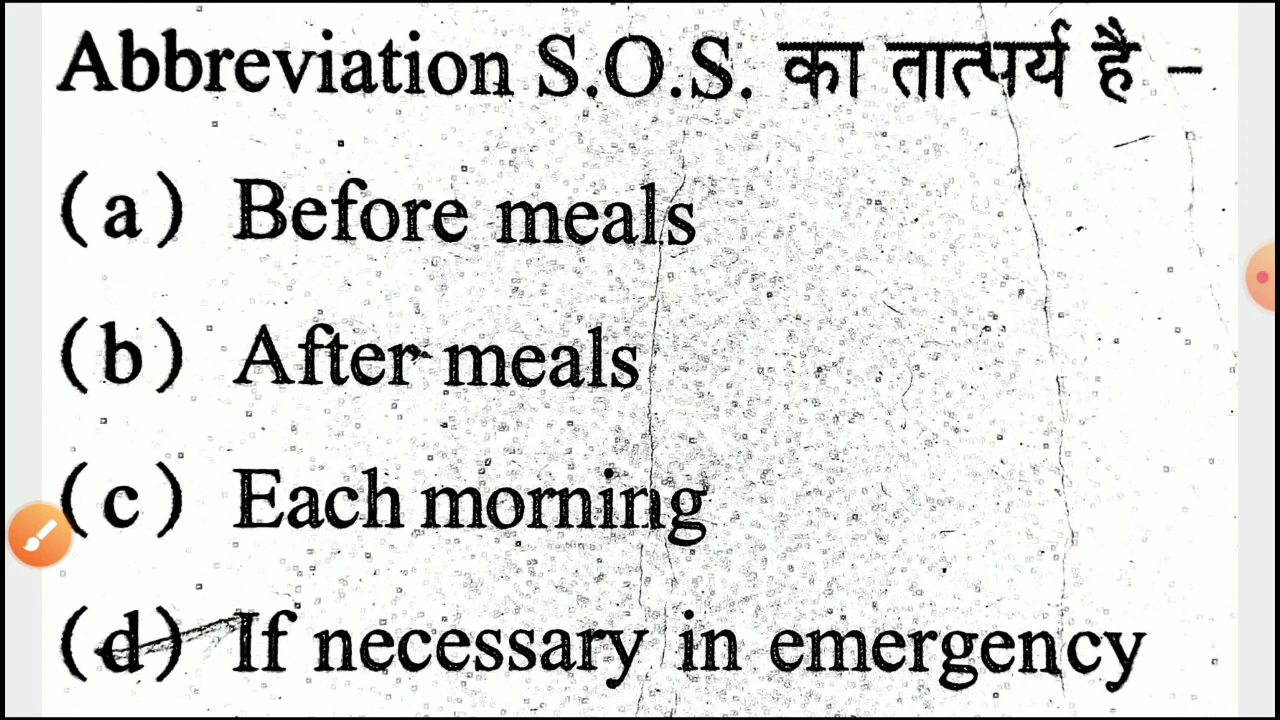 Abbreviation S.O.S. का तात्पर्य है –
(a) Before meals
(b) After meals
(c) Each morning
(d) If necessary in emergency